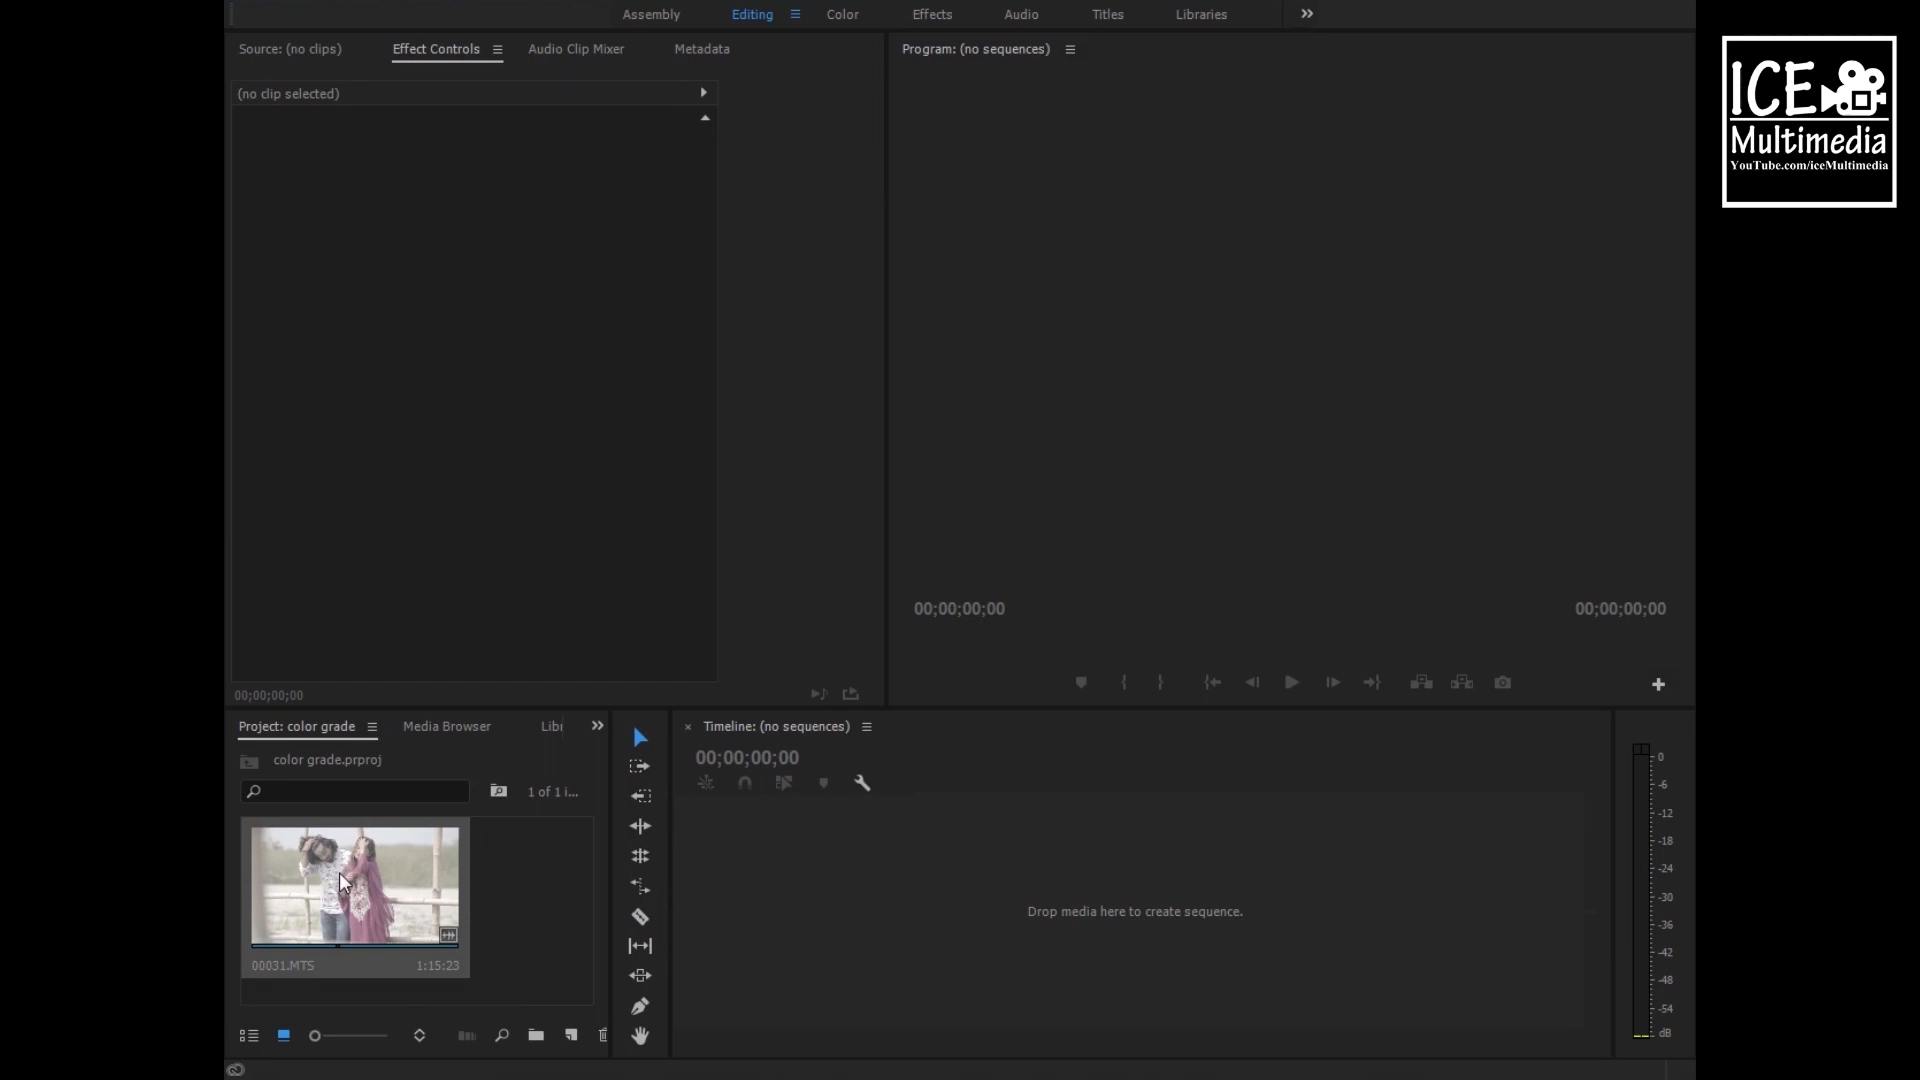 Assembly
Editing
Color
Effects
Audio
Titles
Libraries
Source: (no clips)
Effect Controls
Audio Clip Mixer
Metadata
Program: (no sequences)
(no clip selected)
00;00;00;00
00;00;00;00
00;00;00;00
Project: color grade
Media Browser
Libr
color grade.prproj
1 of 1 i...
00031.MTS
1:15:23
Timeline: (no sequences)
00;00;00;00
Drop media here to create sequence.
0
-6
-12
-18
-24
-30
-36
-42
-48
-54
dB
ICE
Multimedia
YouTube.com/iceMultimedia